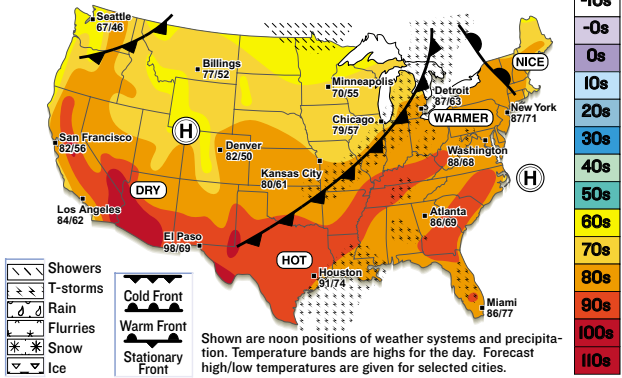 Seattle
67/46
Billings
77/52
Minneapolis
70/55
NICE
Detroit
87/63
New York
87/71
WARMER
Chicago
79/57
San Francisco
82/56
H
Denver
82/50
Washington
88/68
Kansas City
80/61
H
DRY
Los Angeles
84/62
Atlanta
86/69
El Paso
98/69
HOT
Houston
91/74
Miami
86/77
Showers
T-storms
Rain
Flurries
Snow
Ice
Cold Front
Warm Front
Stationary
Front
Shown are noon positions of weather systems and precipita-
tion. Temperature bands are highs for the day. Forecast
high/low temperatures are given for selected cities.
-10s
-0s
0s
10s
20s
30s
40s
50s
60s
70s
80s
90s
100s
110s